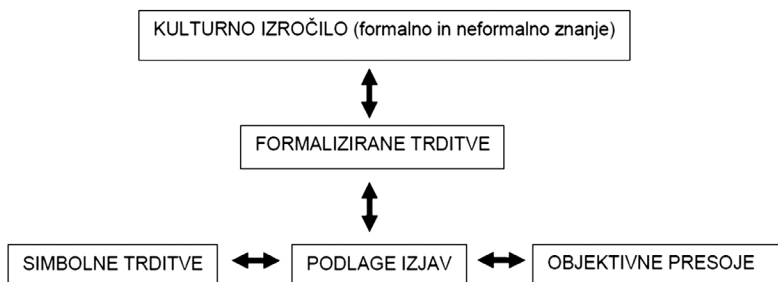 KULTURNO IZROČILO (formalno in neformalno znanje)
FORMALIZIRANE TRDITVE
SIMBOLNE TRDITVE
PODLAGE IZJAV
OBJEKTIVNE PRESOJE